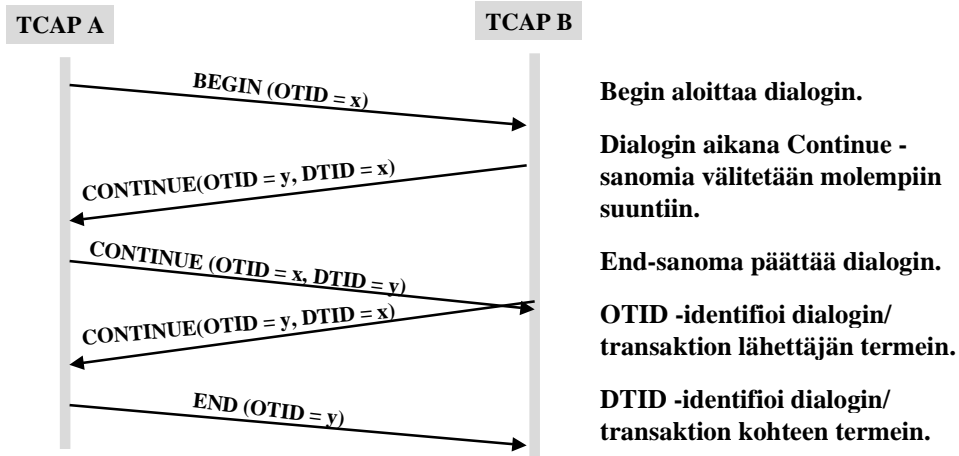 TCAP A
TCAP B
BEGIN (OTID = x)
CONTINUE(OTID = y, DTID = x)
CONTINUE (OTID = x, DTID = y)
CONTINUE(OTID = y, DTID = x)
END (OTID = y)
Begin aloittaa dialogin.
Dialogin aikana Continue -
sanomia välitetään molempiin
suuntiin.
End-sanoma päättää dialogin.
OTID -identifioi dialogin/
transaktion lähettäjän termein.
DTID -identifioi dialogin/
transaktion kohteen termein.